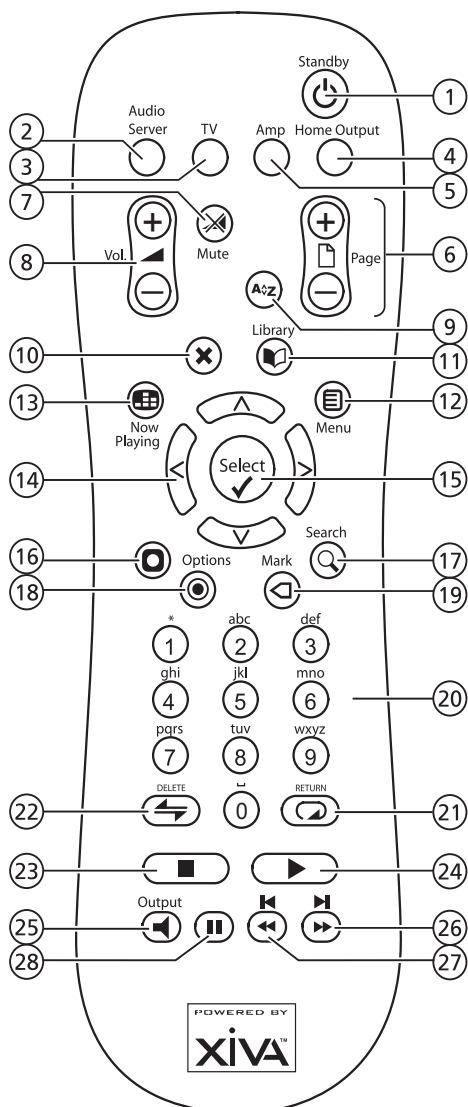 Standby
1
Audio
Server
TV
Amp
Home Output
2
3
4
5
7
Mute
8
Vol.
Page
6
A Z
9
Library
10
11
13
Now
Playing
Menu
12
14
Select
15
16
Options
Mark
Search
17
18
19
* abc def
1 2 3
ghi jkl mno
4 5 6
20
pqrs tuv wxyz
7 8 9
DELETE
RETURN
22
0
21
23
24
Output
25
26
28
27
POWERED BY
XiVA